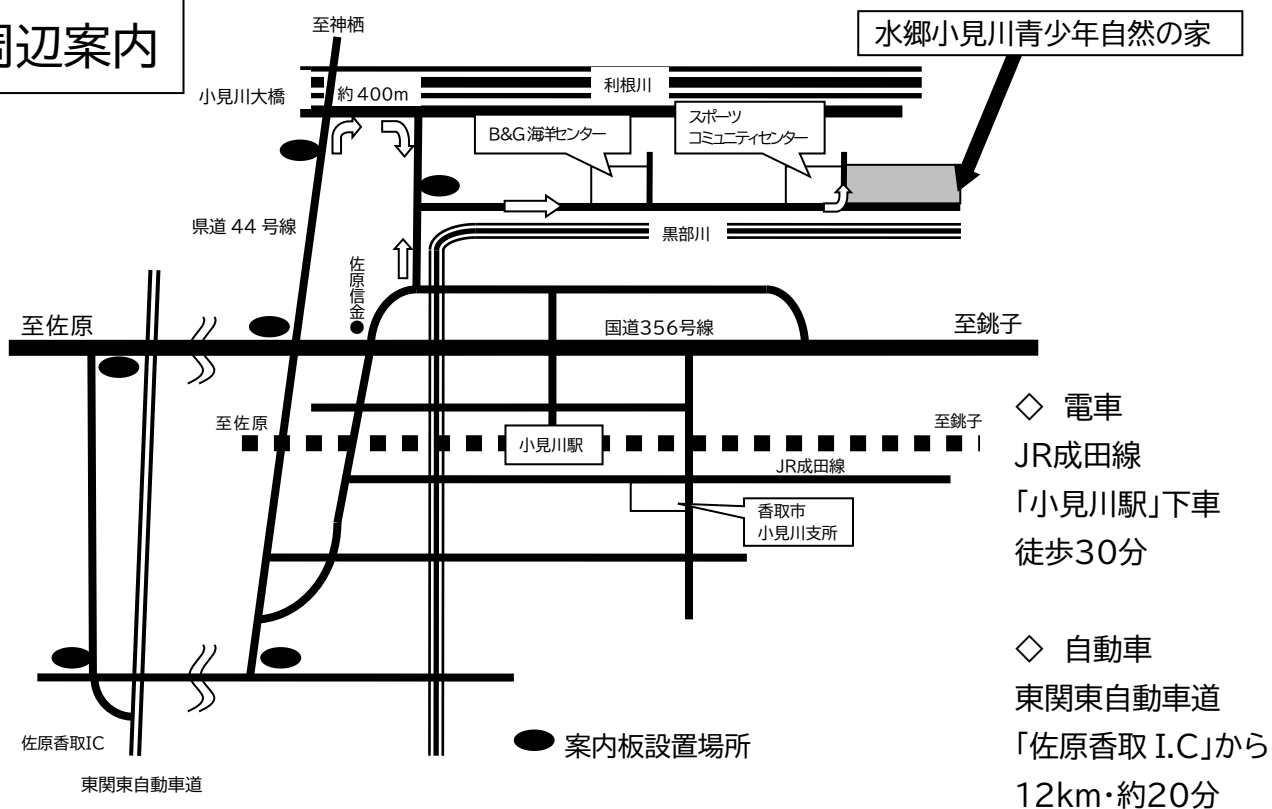 周辺案内
至神栖
水郷小見川青少年自然の家
小見川大橋
約400m
利根川
B&G海洋センター
スポーツ
コミュニティセンター
県道44号線
黒部川
佐原信金
至佐原
国道356号線
至銚子
至佐原
小見川駅
至銚子
JR成田線
香取市
小見川支所
佐原香取IC
東関東自動車道
案内板設置場所
◇ 電車
JR成田線
「小見川駅」下車
徒歩30分
◇ 自動車
東関東自動車道
「佐原香取 I.C」から
12km・約20分